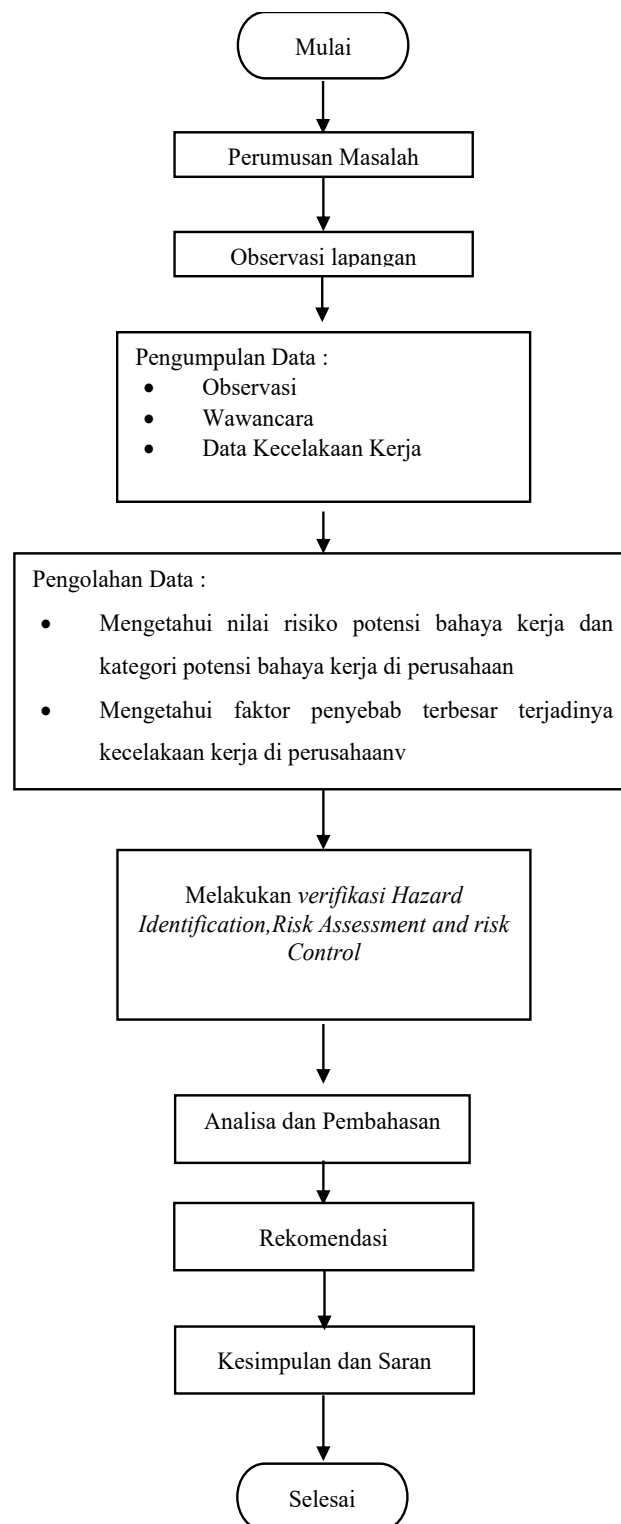 Mulai
Perumusan Masalah
Observasi lapangan
Pengumpulan Data :
• Observasi
• Wawancara
• Data Kecelakaan Kerja
Pengolahan Data :
• Mengetahui nilai risiko potensi bahaya kerja dan
kategori potensi bahaya kerja di perusahaan
• Mengetahui faktor penyebab terbesar terjadinya
kecelakaan kerja di perusahaanv
Melakukan verifikasi Hazard
Identification,Risk Assessment and risk
Control
Analisa dan Pembahasan
Rekomendasi
Kesimpulan dan Saran
Selesai